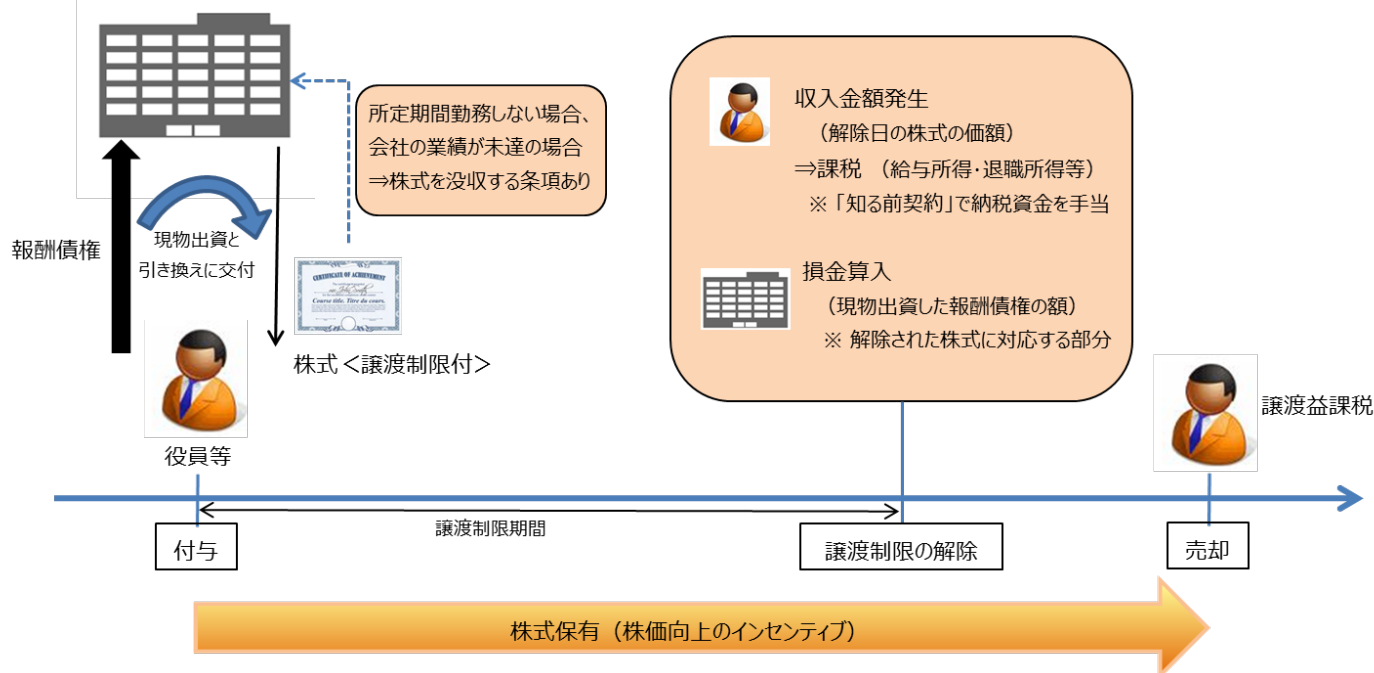 所定期間勤務しない場合、
会社の業績が未達の場合
⇒株式を没収する条項あり
報酬債権
現物出資と
引き換えに交付
CERTIFICATE OF ACHIEVEMENT
Course title. Titre du cours.
株式＜譲渡制限付＞
役員等
収入金額発生
（解除日の株式の価額）
⇒課税 （給与所得・退職所得等）
※「知る前契約」で納税資金を手当
損金算入
（現物出資した報酬債権の額）
※ 解除された株式に対応する部分
譲渡益課税
譲渡制限期間
付与
譲渡制限の解除
売却
株式保有（株価向上のインセンティブ）